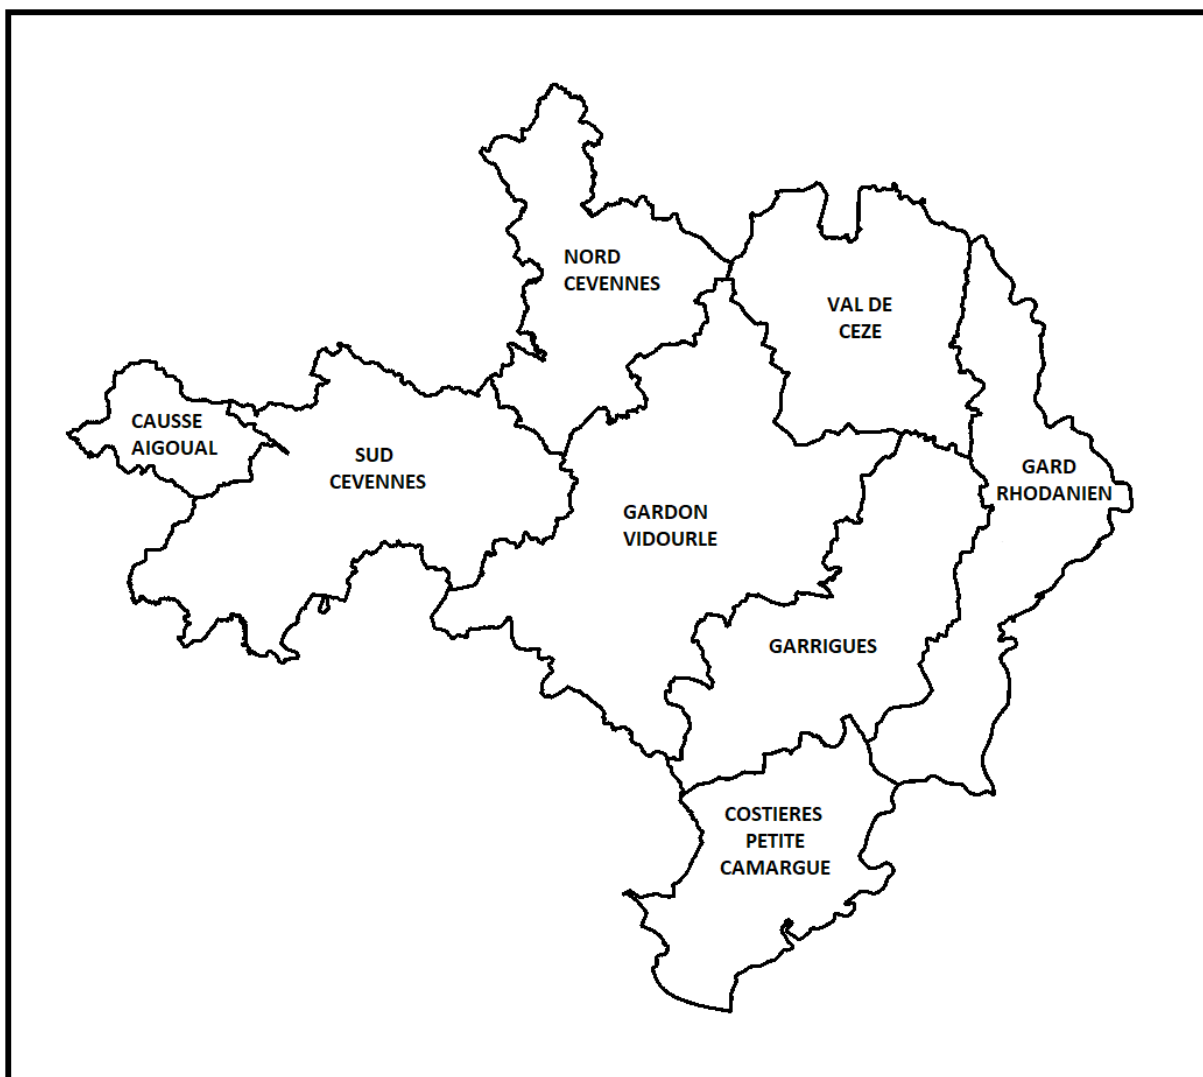 NORD
CEVENNES
VAL DE
CEZE
CAUSSE
AIGOUAL
SUD
CEVENNES
GARDON
VIDOURLE
GARD
RHODANIEN
GARRIGUES
COSTIERES
PETITE
CAMARGUE